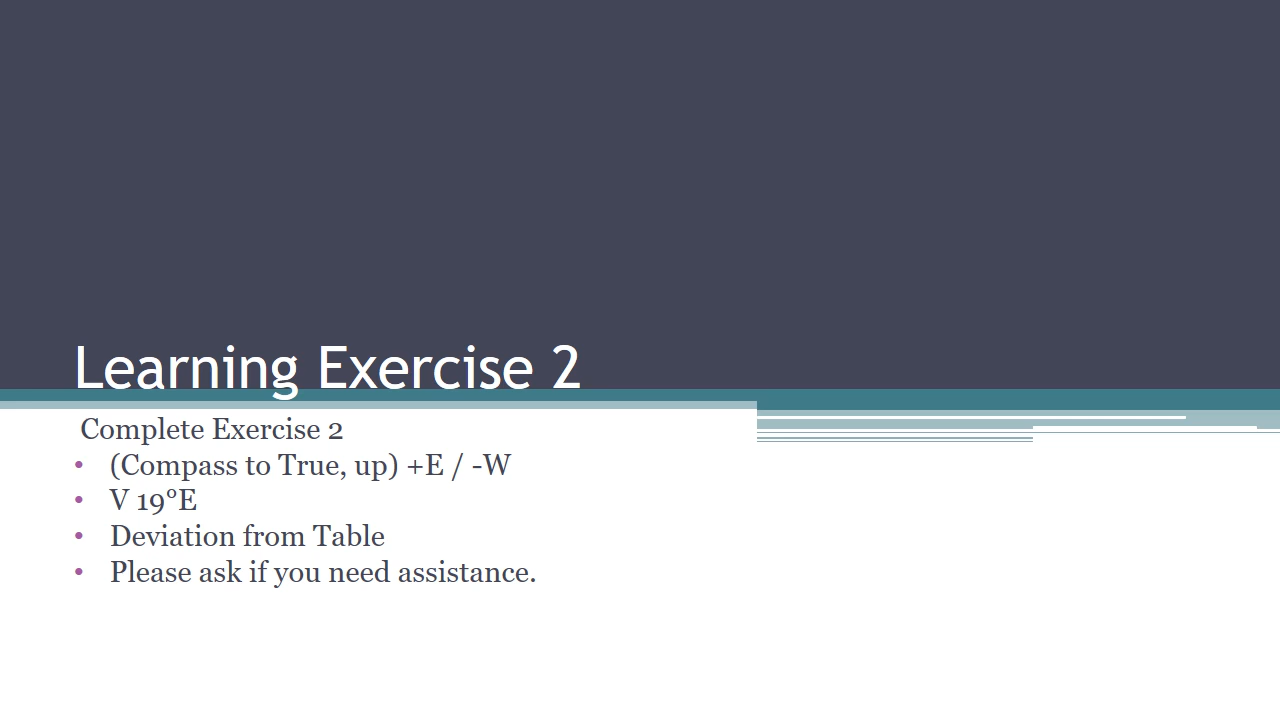 Learning Exercise 2
Complete Exercise 2
• (Compass to True, up) +E / -W
• V 19°E
• Deviation from Table
• Please ask if you need assistance.